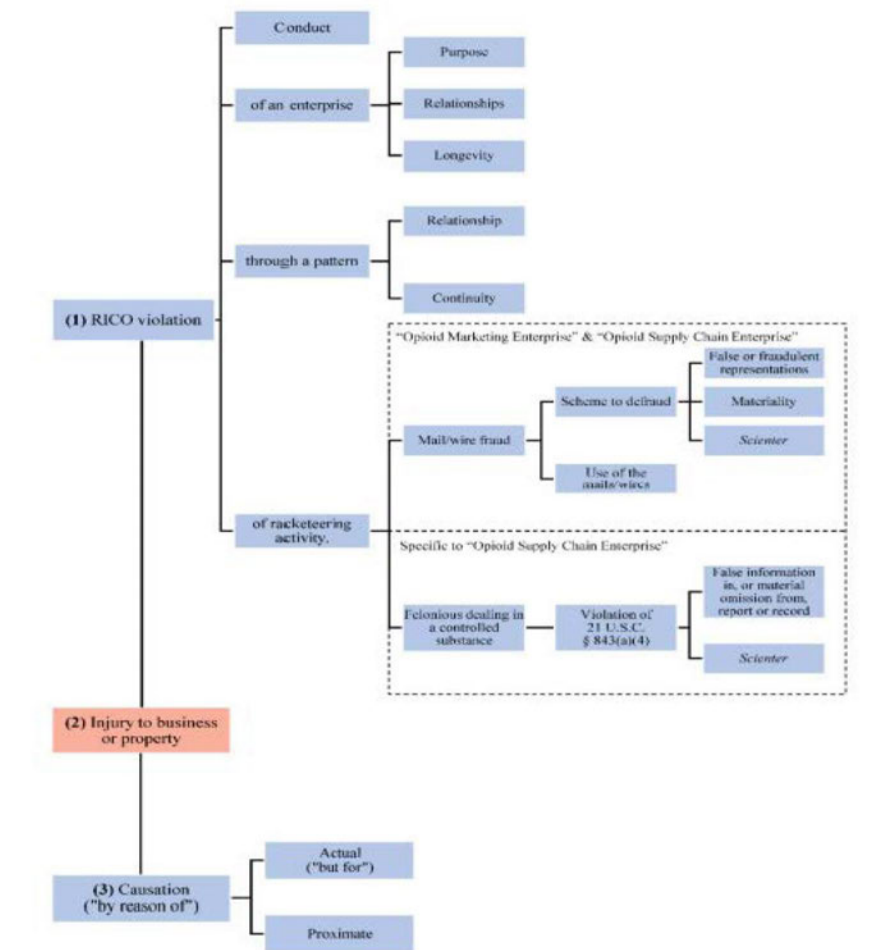 Conduct
of an enterprise
Purpose
Relationships
Longevity
through a pattern
Relationship
Continuity
(1) RICO violation
"Opioid Marketing Enterprise" & "Opioid Supply Chain Enterprise"
False or fraudulent
representations
Scheme to defraud
Materiality
Scienter
Mail/wire fraud
Use of the
mails/wires
of racketeering
activity.
Specific to "Opioid Supply Chain Enterprise"
False information
in, or material
omission from,
report or record
Felonious dealing in
a controlled
substance
Violation of
21 U.S.C.
§ 843(a)(4)
Scienter
(2) Injury to business
or property
Actual
("but for")
(3) Causation
("by reason of")
Proximate